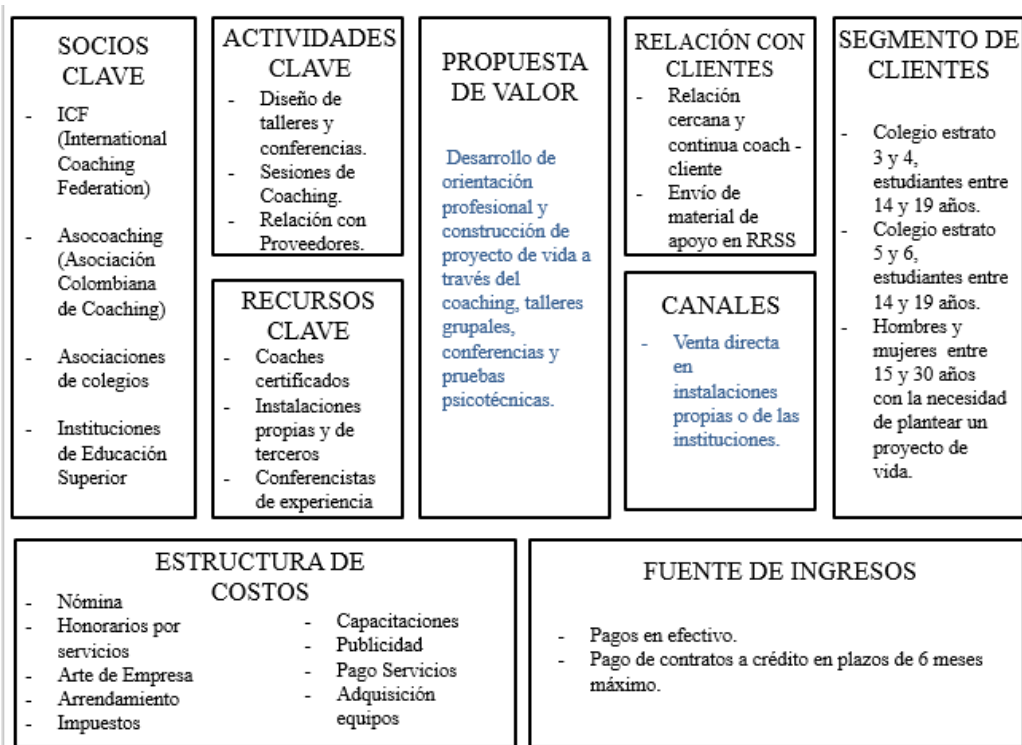 SOCIOS
CLAVE
- ICF
(International
Coaching
Federation)
- Asocoaching
(Asociación
Colombiana
de Coaching)
- Asociaciones
de colegios
- Instituciones
de Educación
Superior
ACTIVIDADES
CLAVE
- Diseño de
talleres y
conferencias.
- Sesiones de
Coaching.
- Relación con
Proveedores.
RECURSOS
CLAVE
- Coaches
certificados
- Instalaciones
propias y de
terceros
- Conferencistas
de experiencia
PROPUESTA
DE VALOR
Desarrollo de
orientación
profesional y
construcción de
proyecto de vida a
través del
coaching, talleres
grupales,
conferencias y
pruebas
psicotécnicas.
RELACIÓN CON
CLIENTES
- Relación
cercana y
continua coach -
cliente
- Envío de
material de
apoyo en RRSS
CANALES
- Venta directa
en
instalaciones
propias o de las
instituciones.
SEGMENTO DE
CLIENTES
- Colegio estrato
3 y 4,
estudiantes entre
14 y 19 años.
- Colegio estrato
5 y 6,
estudiantes entre
14 y 19 años.
- Hombres y
mujeres entre
15 y 30 años
con la necesidad
de plantear un
proyecto de
vida.
ESTRUCTURA DE
COSTOS
- Nómina
- Honorarios por
servicios
- Arte de Empresa
- Arrendamiento
- Impuestos
- Capacitaciones
- Publicidad
- Pago Servicios
- Adquisición
equipos
FUENTE DE INGRESOS
- Pagos en efectivo.
- Pago de contratos a crédito en plazos de 6 meses
máximo.